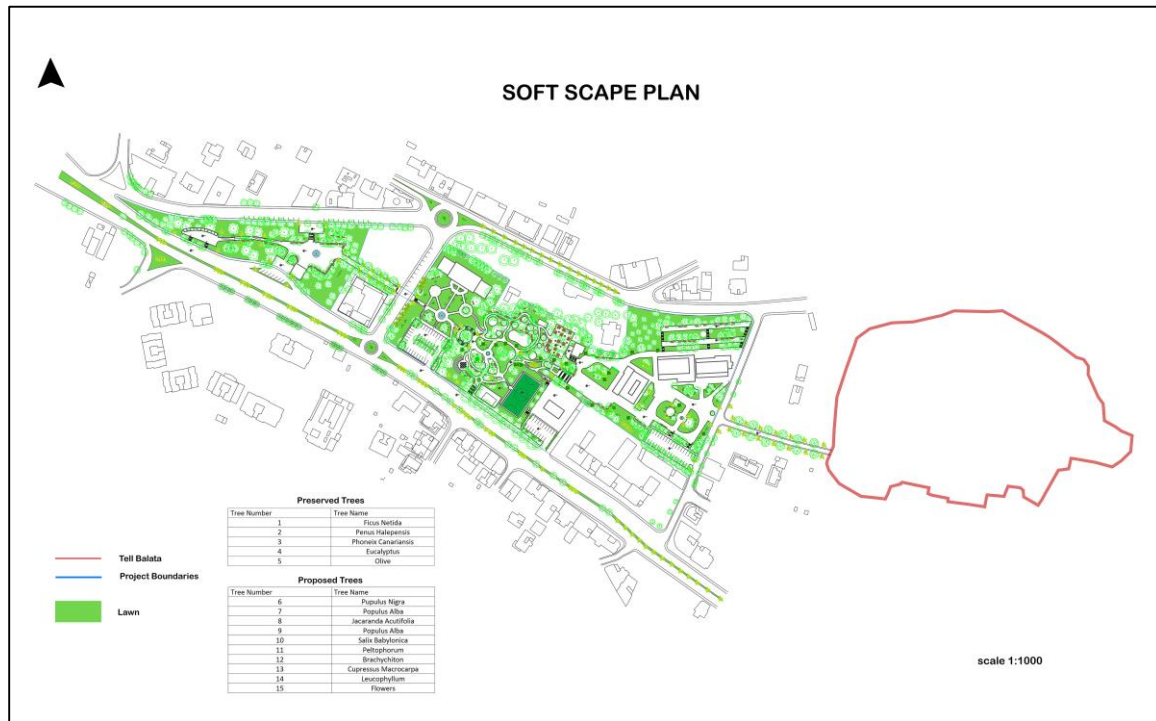 SOFT SCAPE PLAN
Preserved Trees
Tree Number Tree Name
1 Ficus Netida
2 Penus Halepensis
3 Phoneix Canariansis
4 Eucalyptus
5 Olive
Proposed Trees
Tree Number Tree Name
6 Pupulus Nigra
7 Populus Alba
8 Jacaranda Acutifolia
9 Populus Alba
10 Salix Babylonica
11 Peltophorum
12 Brachychiton
13 Cupressus Macrocarpa
14 Leucophyllum
15 Flowers
Tell Balata
Project Boundaries
Lawn
scale 1:1000